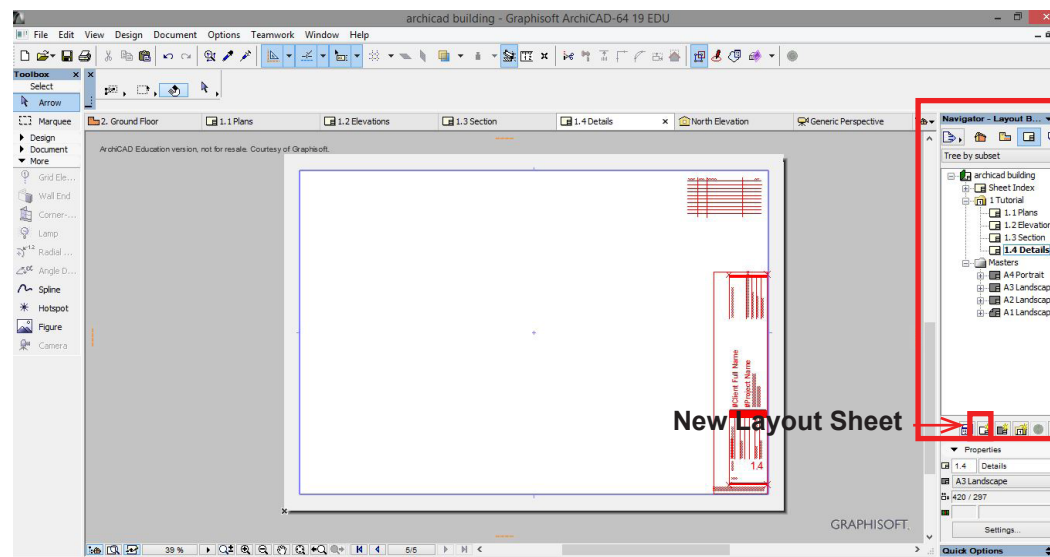 archicad building - Graphisoft ArchiCAD-64 19 EDU
File Edit View Design Document Options Teamwork Window Help
Toolbox
Select
Arrow
Marquee
Design
Document
More
Grid Ele...
Wall End
Corner-...
Lamp
Radial ...
Angle D...
Spline
Hotspot
Figure
Camera
2. Ground Floor
1.1 Plans
1.2 Elevations
1.3 Section
1.4 Details
North Elevation
Generic Perspective
ArchiCAD Education version, not for resale. Courtesy of Graphisoft.
#Client Full Name
#Project Name
1.4
New Layout Sheet
GRAPHISOFT.
39 %
5/5
Navigator - Layout B...
Tree by subset
archicad building
Sheet Index
1 Tutorial
1.1 Plans
1.2 Elevation
1.3 Section
1.4 Details
Masters
A4 Portrait
A3 Landscap
A2 Landscap
A1 Landscap
Properties
1.4 Details
A3 Landscape
420 / 297
Settings...
Quick Options